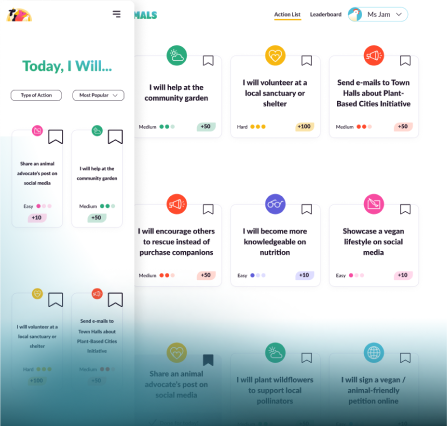 MALS
Action List
Leaderboard
Ms Jam
Today, I Will...
Type of Action
Most Popular
Share an animal
advocate's post on
social media
Easy
+10
I will help at the
community garden
Medium
+50
I will volunteer at a
local sanctuary or
shelter
Hard
+100
Send e-mails to Town
Halls about
Plant-Based Cities
Initiative
Medium
+50
I will help at the
community garden
Medium
+50
I will volunteer at a
local sanctuary or
shelter
Hard
+100
Send e-mails to Town
Halls about Plant-
Based Cities Initiative
Medium
+50
I will encourage others
to rescue instead of
purchase companions
Medium
+50
I will become more
knowledgeable on
nutrition
Easy
+10
Showcase a vegan
lifestyle on social
media
Easy
+10
Share an animal
advocate's post on
social media
I will plant wildflowers
to support local
pollinators
I will sign a vegan /
animal-friendly
petition online